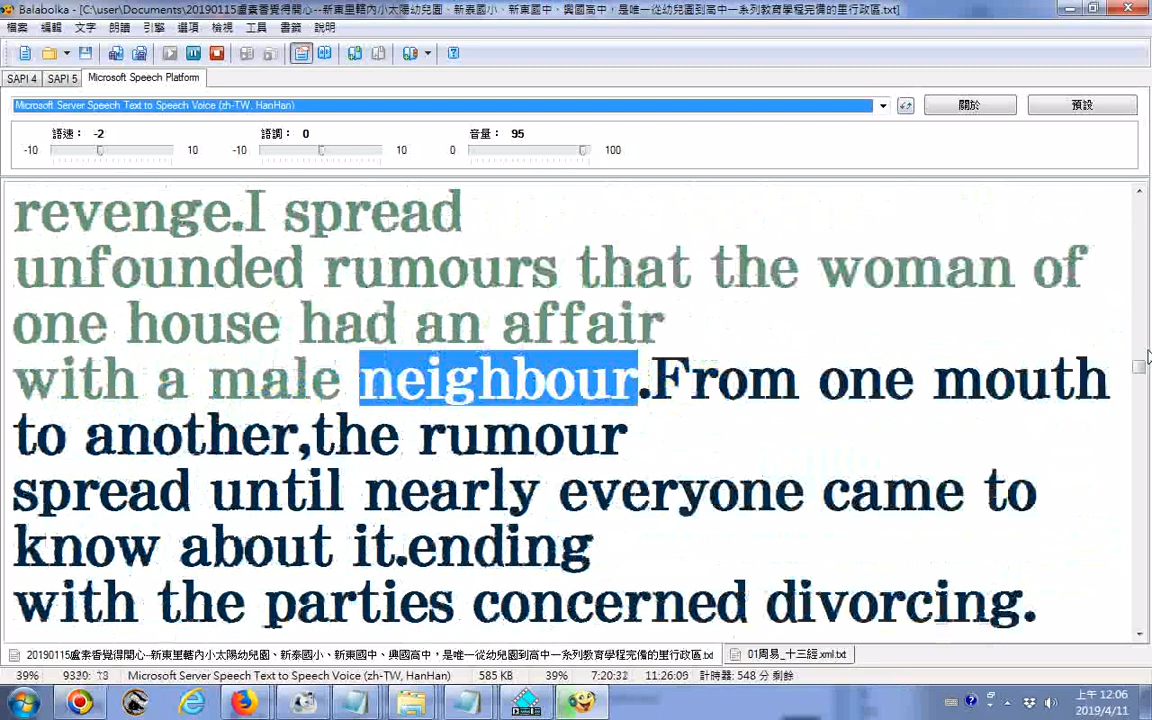 Balabolka - [C:\user\Documents\20190115盧素香覺得開心--新東里轄內小太陽幼兒園、新泰國小、新東國中、興國高中，是唯一從幼兒園到高中一系列教育學程完備的里行政區.txt]
檔案 編輯 文字 朗讀 引擎 選項 檢視 工具 書籤 說明
SAPI 4 SAPI 5 Microsoft Speech Platform
Microsoft Server Speech Text to Speech Voice (zh-TW, HanHan) 關於 預設
語速： -2 語調： 0 音量： 95
-10 10 -10 10 0 100
revenge.I spread
unfounded rumours that the woman of
one house had an affair
with a male neighbour.From one mouth
to another,the rumour
spread until nearly everyone came to
know about it.ending
with the parties concerned divorcing.
20190115盧素香覺得開心--新東里轄內小太陽幼兒園、新泰國小、新東國中、興國高中，是唯一從幼兒園到高中一系列教育學程完備的里行政區.txt 01周易_十三經.xml.txt
39% Microsoft Server Speech Text to Speech Voice (zh-TW, HanHan) 585 KB 39% 7:20:32 11:26:09 計時器: 548 分 剩餘
上午 12:06
2019/4/11